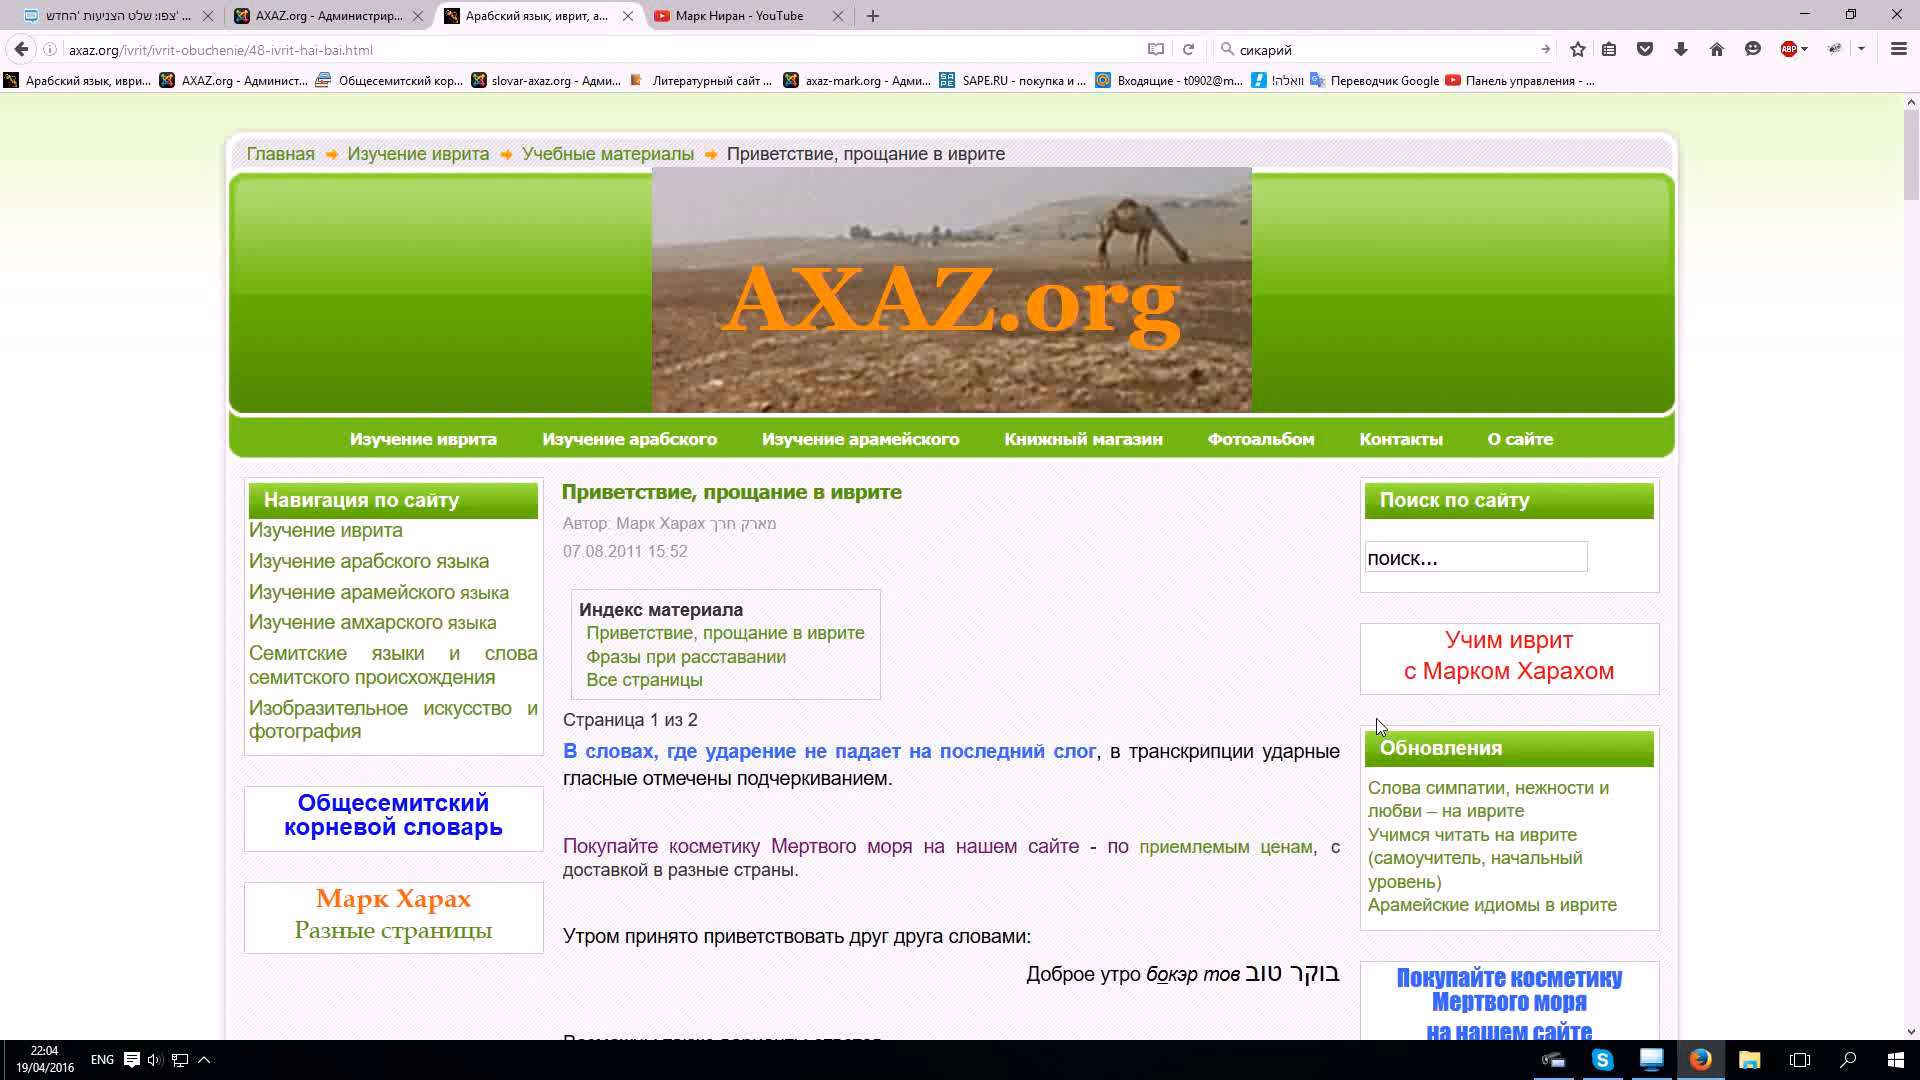 ... צפו: שלט הצניעות 'החדש'
AXAZ.org - Администрир...
Арабский язык, иврит, а...
Марк Ниран - YouTube
axaz.org/ivrit/ivrit-obuchenie/48-ivrit-hai-bai.html
сикарий
ABP
Арабский язык, иври...
AXAZ.org - Админист...
Общесемитский кор...
slovar-axaz.org - Адми...
Литературный сайт ...
axaz-mark.org - Адми...
SAPE.RU - покупка и ...
Входящие - t0902@m...
וואלה!
Переводчик Google
Панель управления - ...
Главная Изучение иврита Учебные материалы Приветствие, прощание в иврите
AXAZ.org
Изучение иврита Изучение арабского Изучение арамейского Книжный магазин Фотоальбом Контакты О сайте
Навигация по сайту
Изучение иврита
Изучение арабского языка
Изучение арамейского языка
Изучение амхарского языка
Семитские языки и слова
семитского происхождения
Изобразительное искусство и
фотография
Общесемитский
корневой словарь
Марк Харах
Разные страницы
Приветствие, прощание в иврите
Автор: Марк Харах מארק חרך
07.08.2011 15:52
Индекс материала
Приветствие, прощание в иврите
Фразы при расставании
Все страницы
Страница 1 из 2
В словах, где ударение не падает на последний слог, в транскрипции ударные
гласные отмечены подчеркиванием.
Покупайте косметику Мертвого моря на нашем сайте - по приемлемым ценам, с
доставкой в разные страны.
Утром принято приветствовать друг друга словами:
Доброе утро бокэр тов בוקר טוב
Возможны также варианты ответов
Поиск по сайту
поиск...
Учим иврит
с Марком Харахом
Обновления
Слова симпатии, нежности и
любви – на иврите
Учимся читать на иврите
(самоучитель, начальный
уровень)
Арамейские идиомы в иврите
Покупайте косметику
Мертвого моря
на нашем сайте
22:04
19/04/2016
ENG